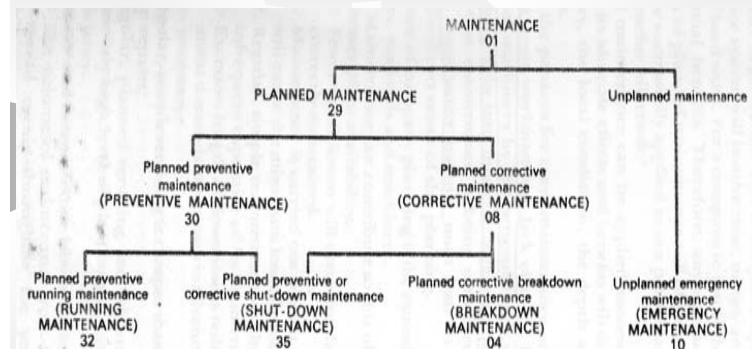 MAINTENANCE
01
PLANNED MAINTENANCE
29
Unplanned maintenance
Planned preventive
maintenance
(PREVENTIVE MAINTENANCE)
30
Planned corrective
maintenance
(CORRECTIVE MAINTENANCE)
08
Planned preventive
running maintenance
(RUNNING
MAINTENANCE)
32
Planned preventive or
corrective shut-down maintenance
(SHUT-DOWN
MAINTENANCE)
35
Planned corrective breakdown
maintenance
(BREAKDOWN
MAINTENANCE)
04
Unplanned emergency
maintenance
(EMERGENCY
MAINTENANCE)
10